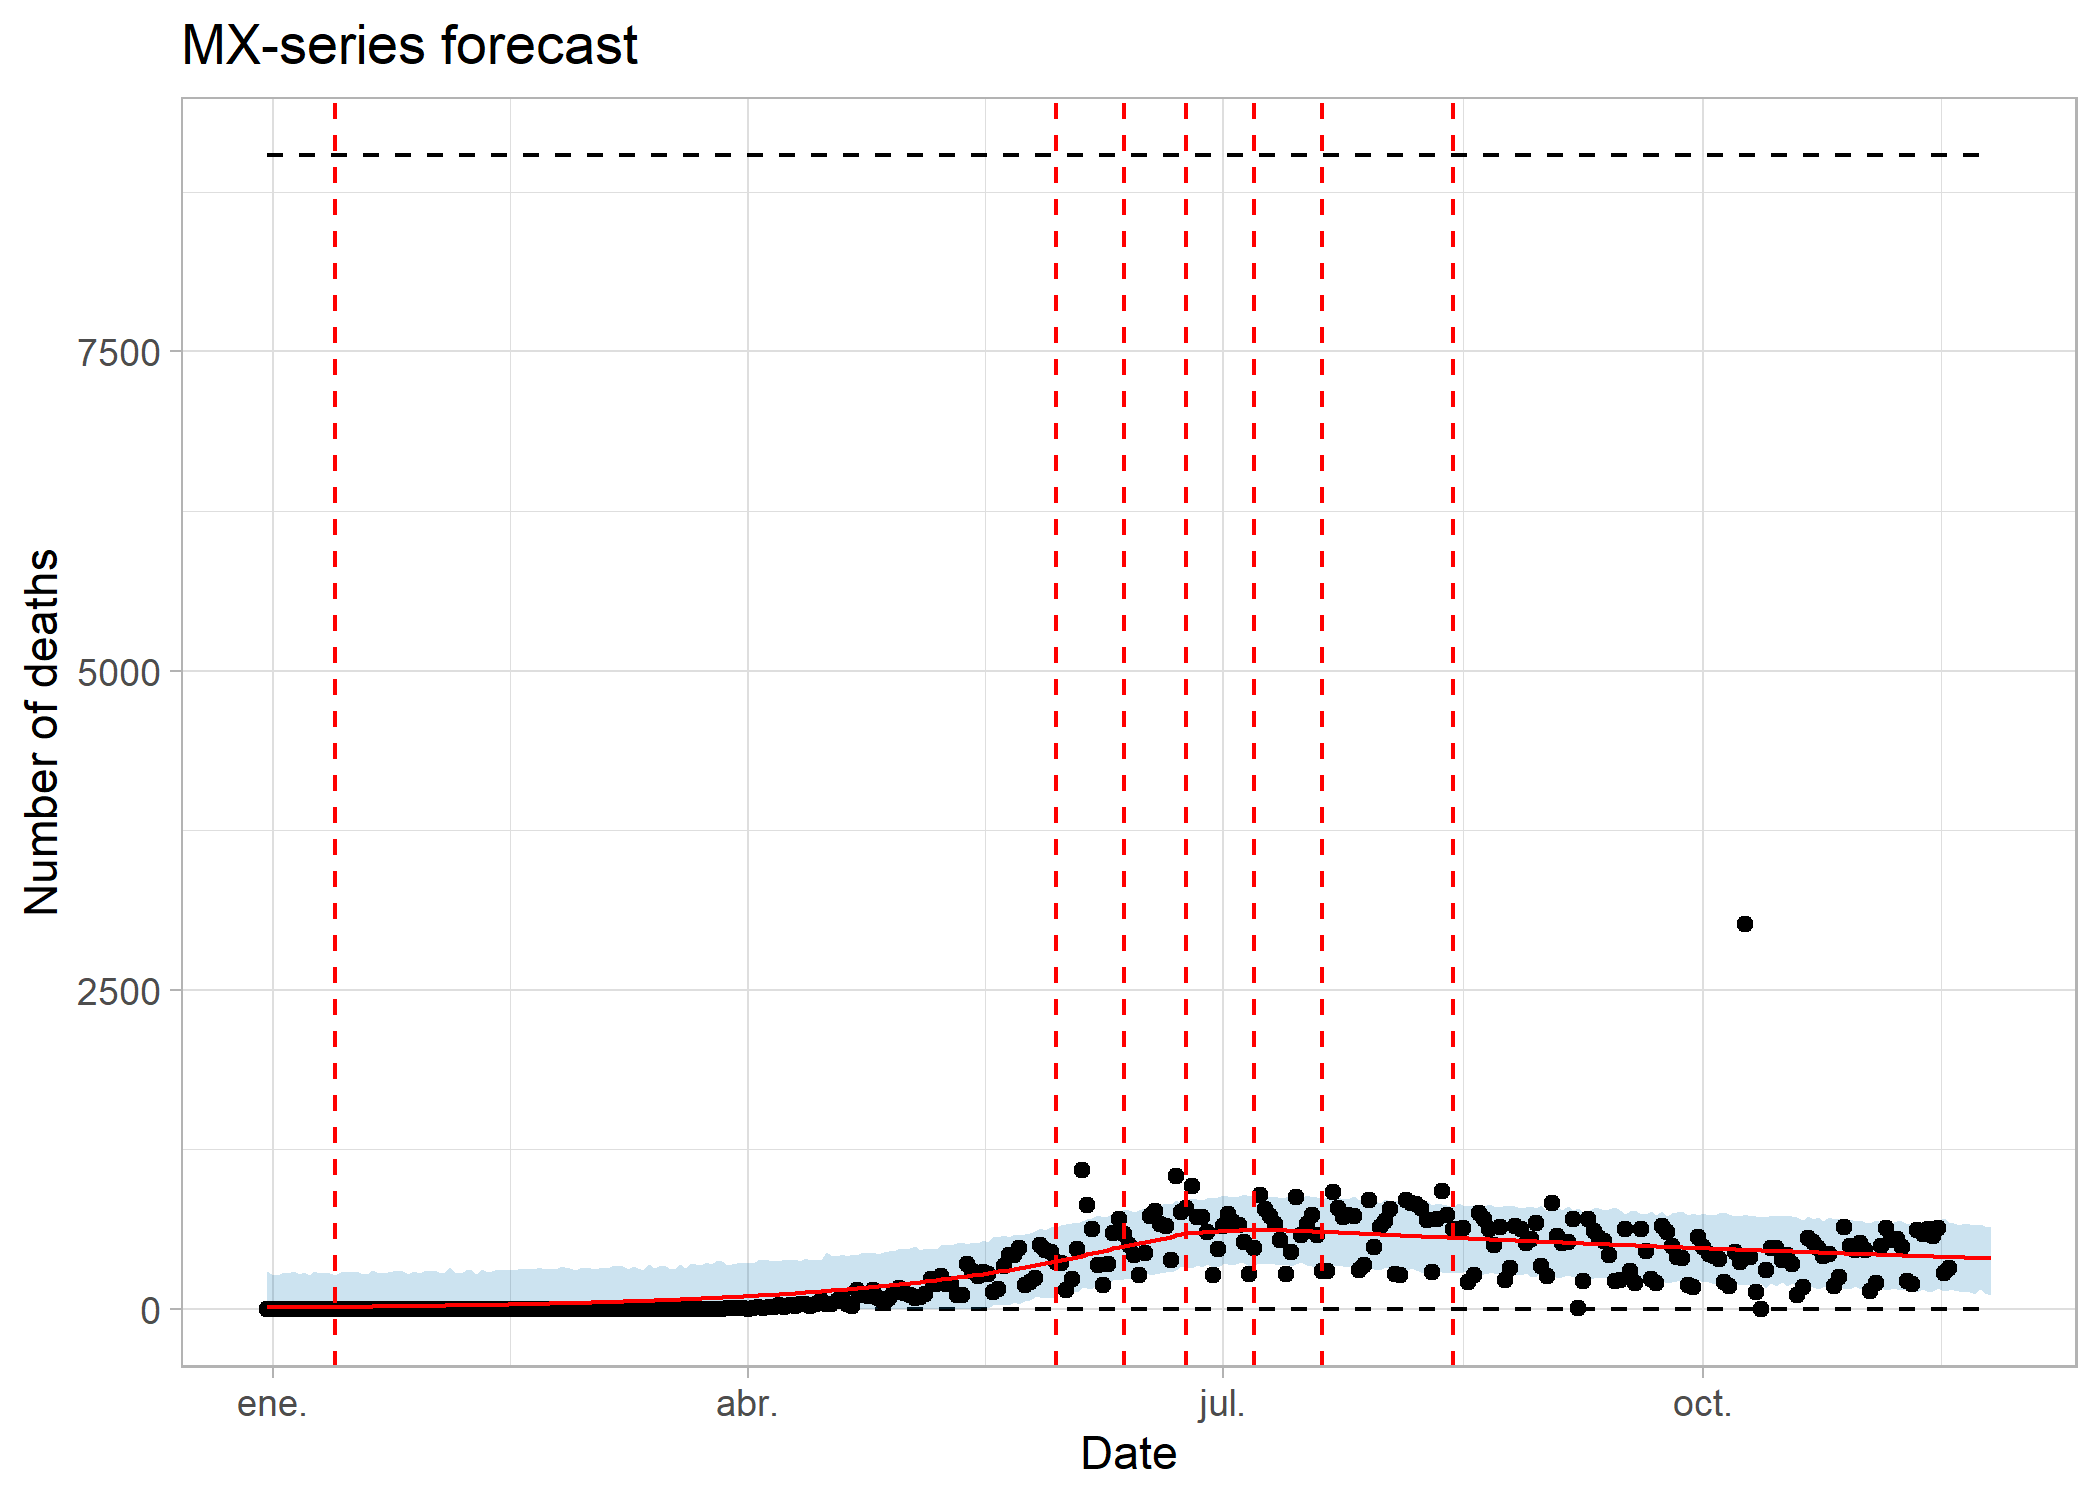 MX-series forecast
Number of deaths
7500
5000
2500
0
ene.
abr.
jul.
oct.
Date